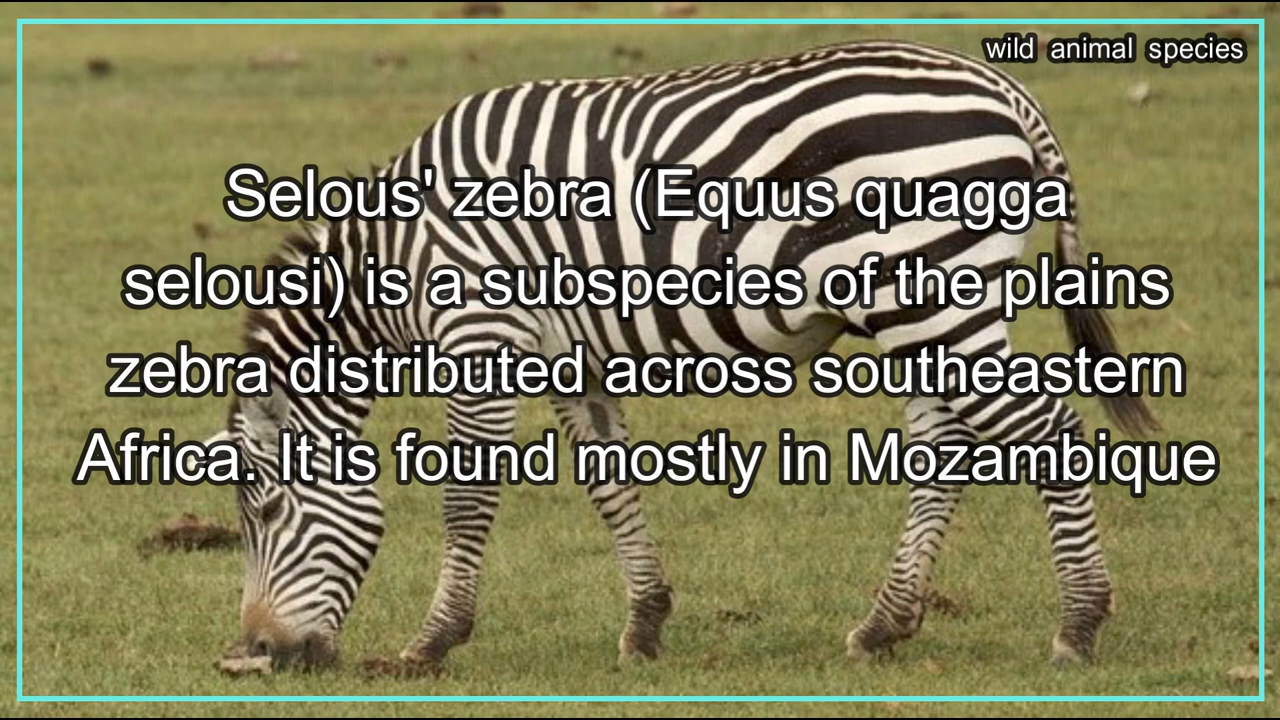 wild animal species
Selous' zebra (Equus quagga
selousi) is a subspecies of the plains
zebra distributed across southeastern
Africa. It is found mostly in Mozambique